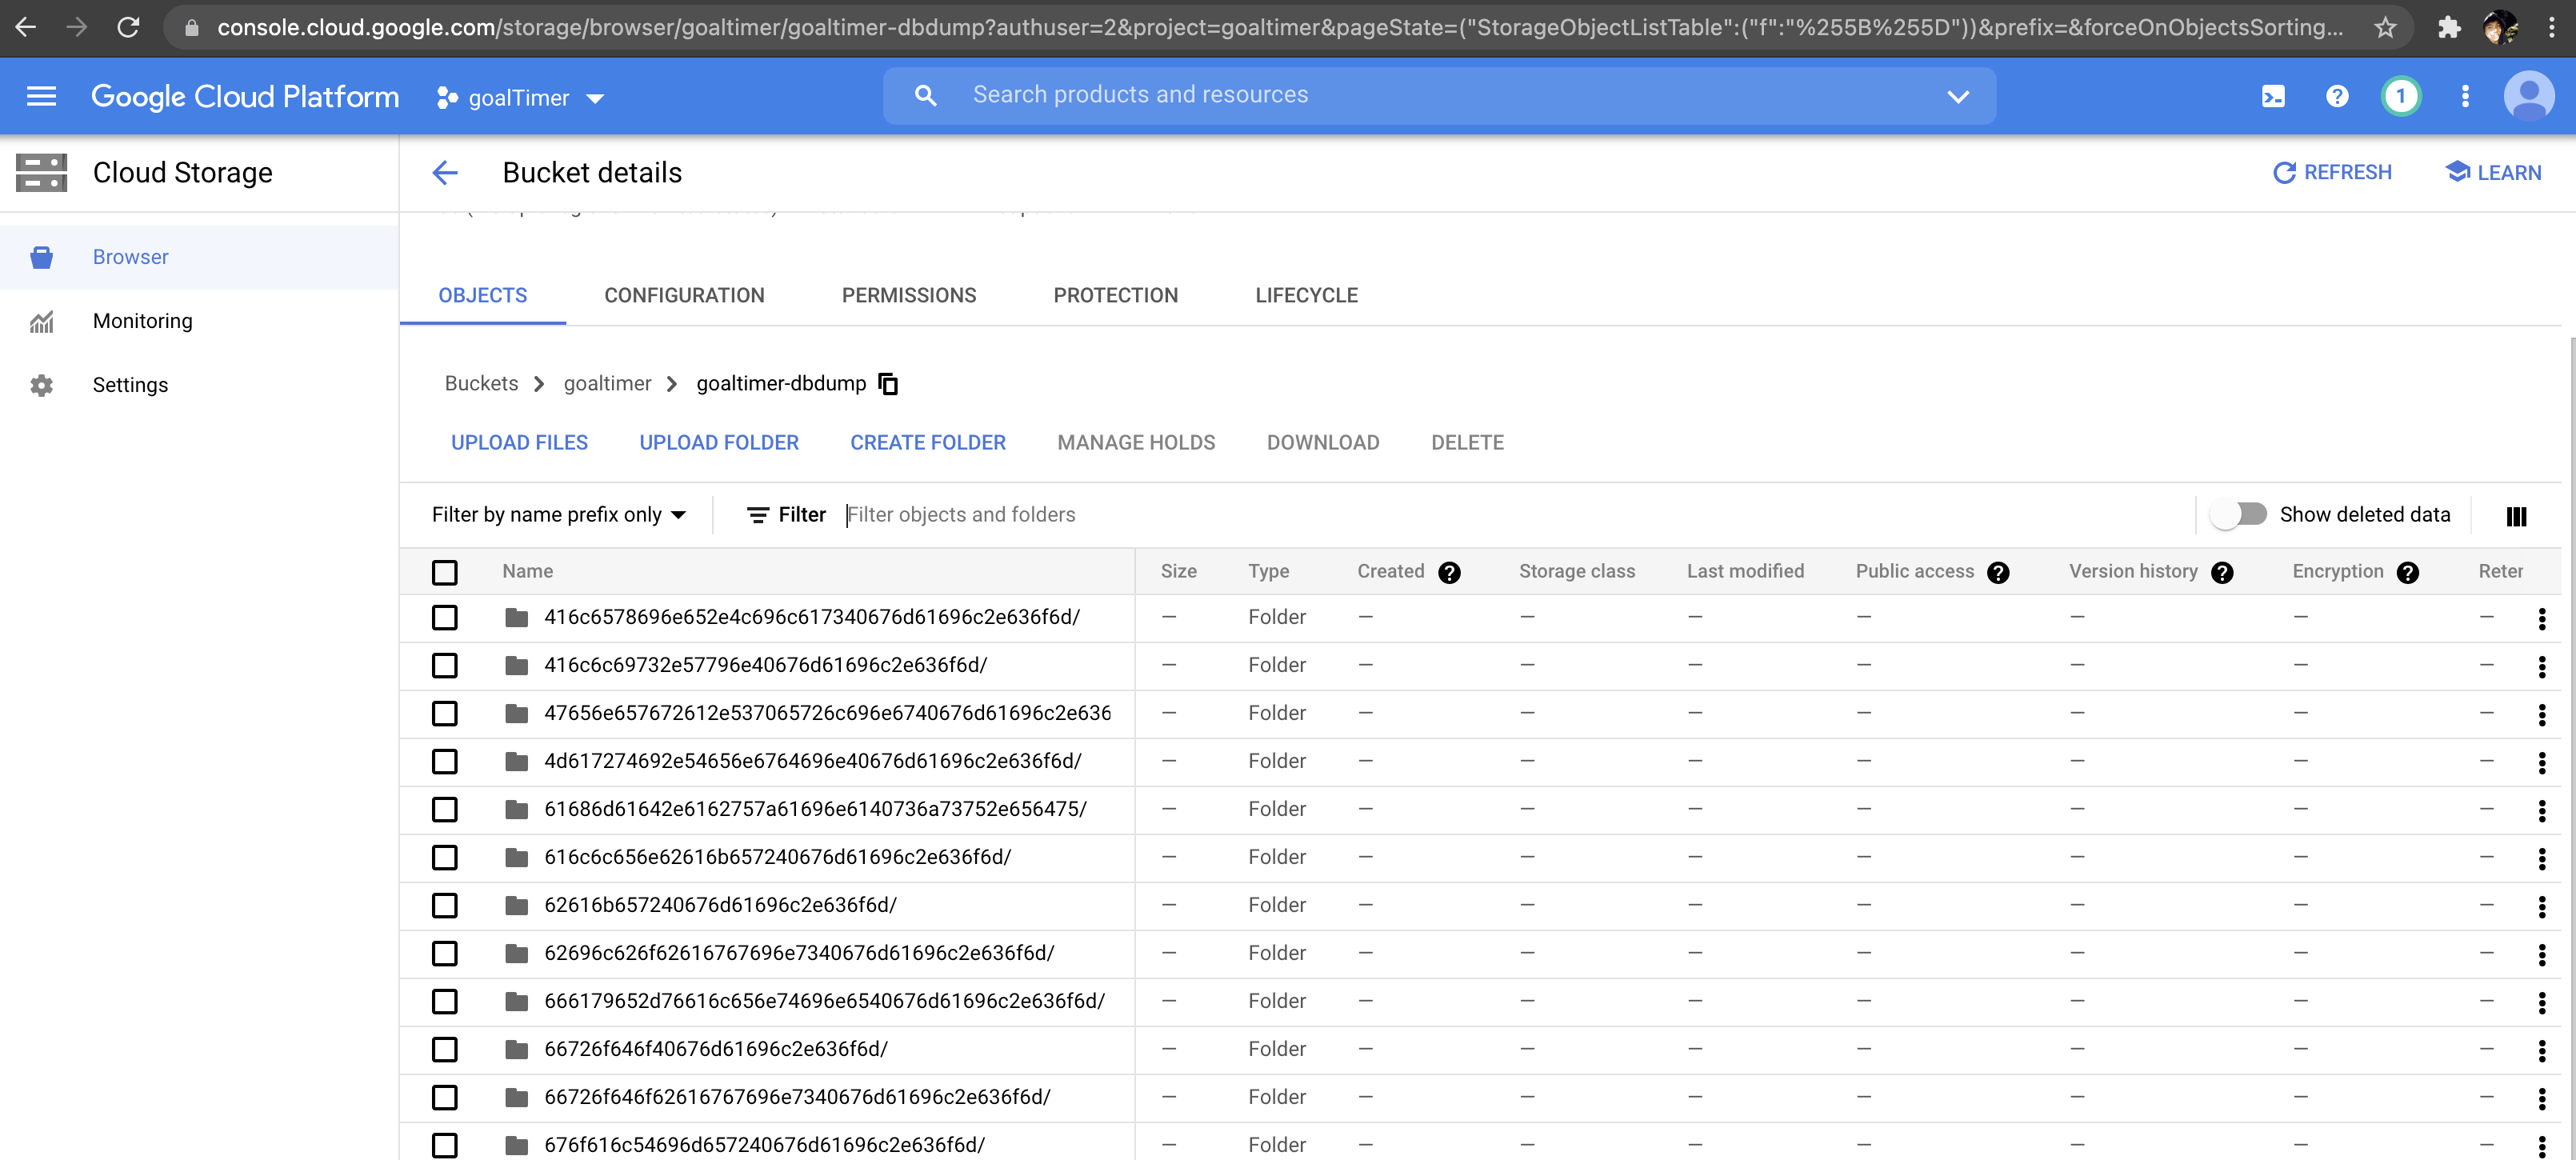 console.cloud.google.com/storage/browser/goaltimer/goaltimer-dbdump?authuser=2&project=goaltimer&pageState=("StorageObjectListTable":("f":"%255B%255D"))&prefix=&forceOnObjectsSorting...
Google Cloud Platform goalTimer Search products and resources 1
Cloud Storage Bucket details REFRESH LEARN
Browser
Monitoring
Settings
OBJECTS CONFIGURATION PERMISSIONS PROTECTION LIFECYCLE
Buckets > goaltimer > goaltimer-dbdump
UPLOAD FILES UPLOAD FOLDER CREATE FOLDER MANAGE HOLDS DOWNLOAD DELETE
Filter by name prefix only Filter Filter objects and folders Show deleted data
Name Size Type Created Storage class Last modified Public access Version history Encryption Reter
416c6578696e652e4c696c617340676d61696c2e636f6d/ — Folder — — — — — — —
416c6c69732e57796e40676d61696c2e636f6d/ — Folder — — — — — — —
47656e657672612e537065726c696e6740676d61696c2e636 — Folder — — — — — — —
4d617274692e54656e6764696e40676d61696c2e636f6d/ — Folder — — — — — — —
61686d61642e6162757a61696e6140736a73752e656475/ — Folder — — — — — — —
616c6c656e62616b657240676d61696c2e636f6d/ — Folder — — — — — — —
62616b657240676d61696c2e636f6d/ — Folder — — — — — — —
62696c626f62616767696e7340676d61696c2e636f6d/ — Folder — — — — — — —
666179652d76616c656e74696e6540676d61696c2e636f6d/ — Folder — — — — — — —
66726f646f40676d61696c2e636f6d/ — Folder — — — — — — —
66726f646f62616767696e7340676d61696c2e636f6d/ — Folder — — — — — — —
676f616c54696d657240676d61696c2e636f6d/ — Folder — — — — — — —